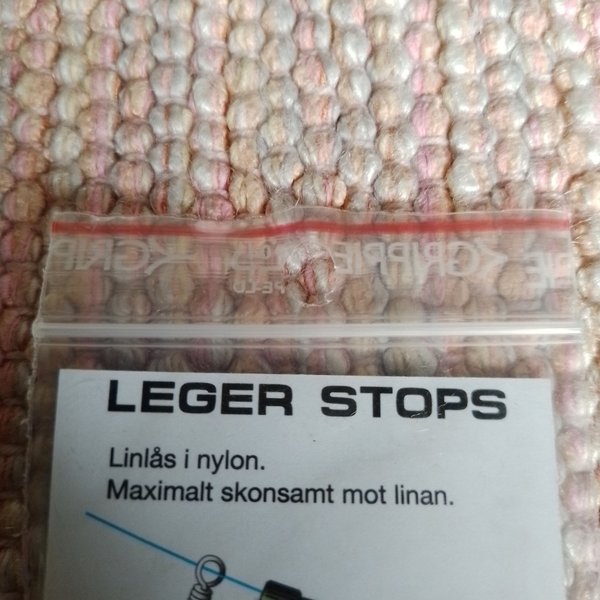 LEGER STOPS
Linlås i nylon.
Maximalt skonsamt mot linan.